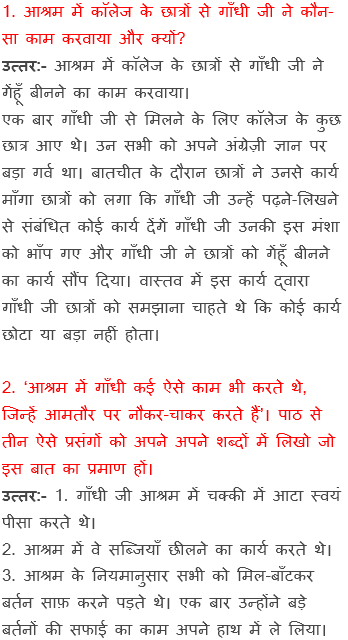 1. आश्रम में कॉलेज के छात्रों से गाँधी जी ने कौन-
सा काम करवाया और क्यों?
उत्तर:- आश्रम में कॉलेज के छात्रों से गाँधी जी ने
गेंहूँ बीनने का काम करवाया।
एक बार गाँधी जी से मिलने के लिए कॉलेज के कुछ
छात्र आए थे। उन सभी को अपने अंग्रेज़ी ज्ञान पर
बड़ा गर्व था। बातचीत के दौरान छात्रों ने उनसे कार्य
माँगा छात्रों को लगा कि गाँधी जी उन्हें पढ़ने-लिखने
से संबंधित कोई कार्य देंगें गाँधी जी उनकी इस मंशा
को भाँप गए और गाँधी जी ने छात्रों को गेंहूँ बीनने
का कार्य सौंप दिया। वास्तव में इस कार्य द्वारा
गाँधी जी छात्रों को समझाना चाहते थे कि कोई कार्य
छोटा या बड़ा नहीं होता।
2. ‘आश्रम में गाँधी कई ऐसे काम भी करते थे,
जिन्हें आमतौर पर नौकर-चाकर करते हैं’। पाठ से
तीन ऐसे प्रसंगों को अपने अपने शब्दों में लिखो जो
इस बात का प्रमाण हों।
उत्तर:- 1. गाँधी जी आश्रम में चक्की में आटा स्वयं
पीसा करते थे।
2. आश्रम में वे सब्जियाँ छीलने का कार्य करते थे।
3. आश्रम के नियमानुसार सभी को मिल-बाँटकर
बर्तन साफ़ करने पड़ते थे। एक बार उन्होंने बड़े
बर्तनों की सफाई का काम अपने हाथ में ले लिया।